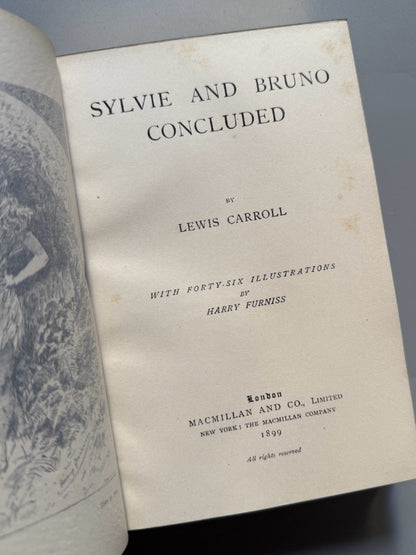 SYLVIE AND BRUNO
CONCLUDED
BY
LEWIS CARROLL
WITH FORTY-SIX ILLUSTRATIONS
BY
HARRY FURNISS
London
MACMILLAN AND CO., LIMITED
NEW YORK: THE MACMILLAN COMPANY
1899
All rights reserved